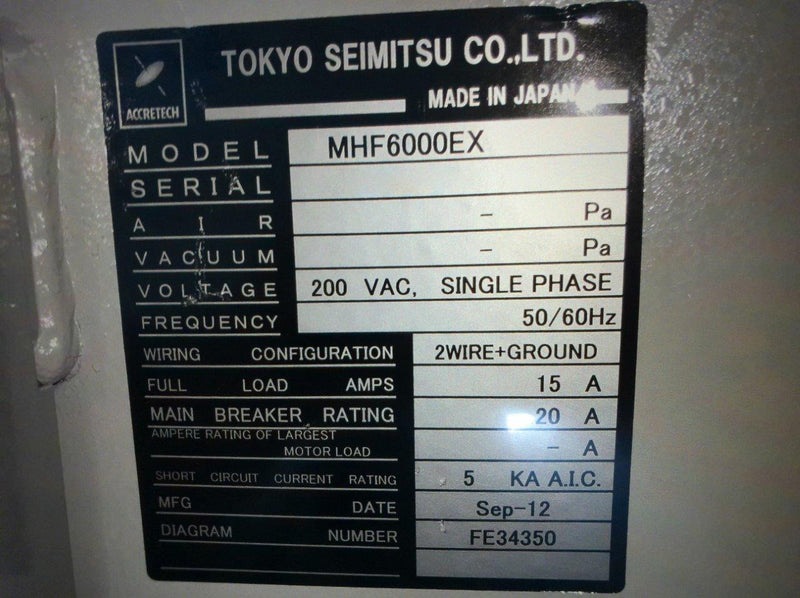 ACCRETECH
TOKYO SEIMITSU CO.,LTD.
MADE IN JAPAN
MODEL MHF6000EX
SERIAL
AIR - Pa
VACUUM - Pa
VOLTAGE 200 VAC, SINGLE PHASE
FREQUENCY 50/60Hz
WIRING CONFIGURATION 2WIRE+GROUND
FULL LOAD AMPS 15 A
MAIN BREAKER RATING 20 A
AMPERE RATING OF LARGEST
MOTOR LOAD - A
SHORT CIRCUIT CURRENT RATING 5 KA A.I.C.
MFG DATE Sep-12
DIAGRAM NUMBER FE34350